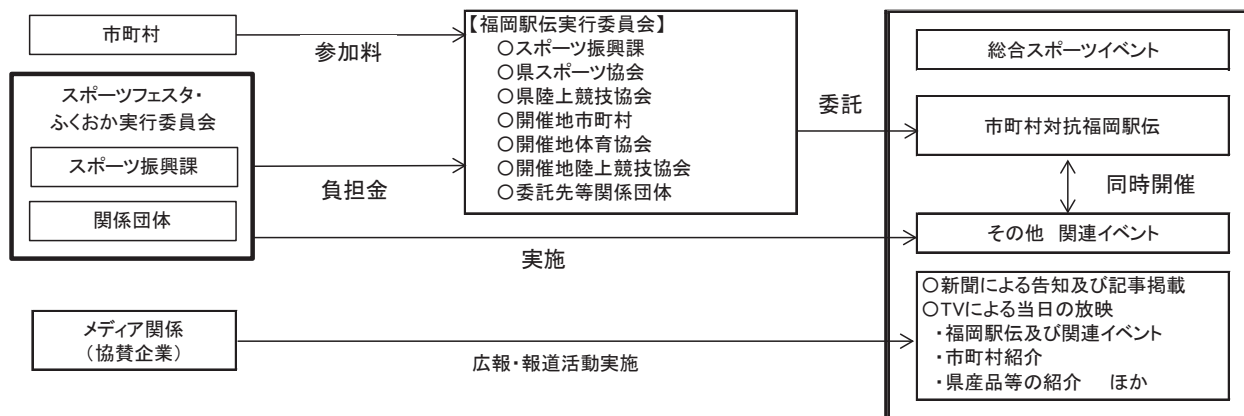 市町村
参加料
スポーツフェスタ・
ふくおか実行委員会
スポーツ振興課
関係団体
負担金
【福岡駅伝実行委員会】
○スポーツ振興課
○県スポーツ協会
○県陸上競技協会
○開催地市町村
○開催地体育協会
○開催地陸上競技協会
○委託先等関係団体
委託
実施
メディア関係
（協賛企業）
広報・報道活動実施
総合スポーツイベント
市町村対抗福岡駅伝
同時開催
その他　関連イベント
○新聞による告知及び記事掲載
○TVによる当日の放映
・福岡駅伝及び関連イベント
・市町村紹介
・県産品等の紹介　ほか